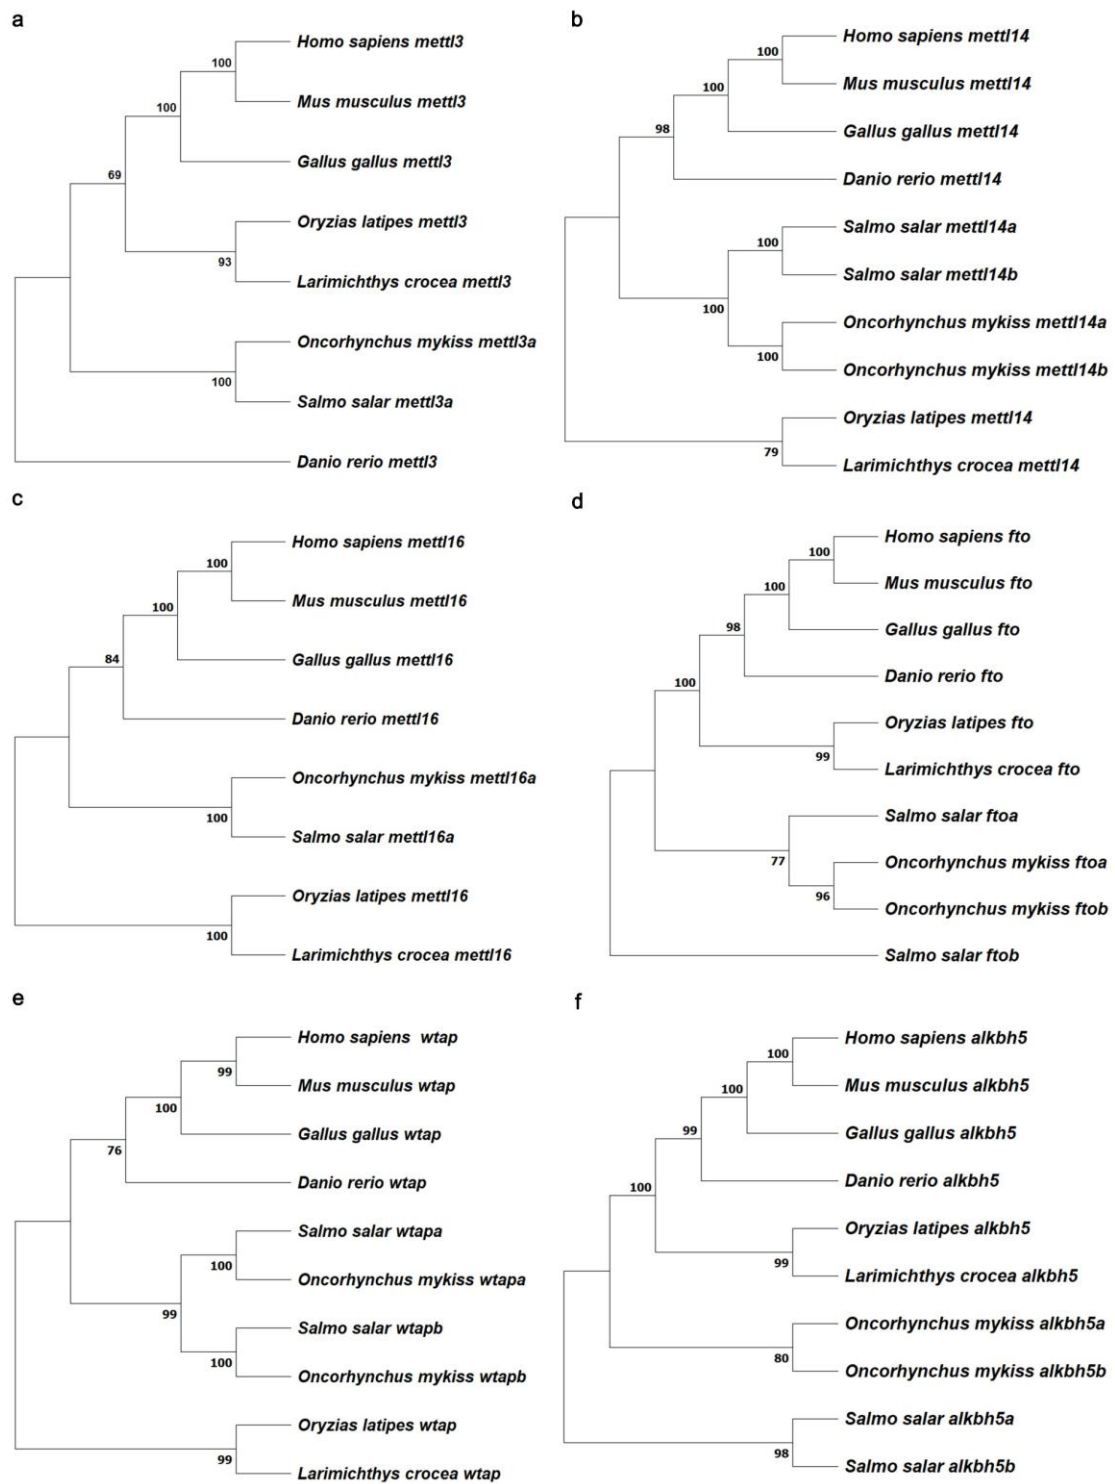 a
Homo sapiens mettl3
100
Mus musculus mettl3
100
Gallus gallus mettl3
69
Oryzias latipes mettl3
93
Larimichthys crocea mettl3
Oncorhynchus mykiss mettl3a
100
Salmo salar mettl3a
Danio rerio mettl3
b
Homo sapiens mettl14
100
Mus musculus mettl14
100
Gallus gallus mettl14
98
Danio rerio mettl14
Salmo salar mettl14a
100
Salmo salar mettl14b
100
Oncorhynchus mykiss mettl14a
100
Oncorhynchus mykiss mettl14b
Oryzias latipes mettl14
79
Larimichthys crocea mettl14
c
Homo sapiens mettl16
100
Mus musculus mettl16
100
Gallus gallus mettl16
84
Danio rerio mettl16
Oncorhynchus mykiss mettl16a
100
Salmo salar mettl16a
Oryzias latipes mettl16
100
Larimichthys crocea mettl16
d
Homo sapiens fto
100
Mus musculus fto
100
Gallus gallus fto
98
Danio rerio fto
100
Oryzias latipes fto
99
Larimichthys crocea fto
Salmo salar ftoa
77
Oncorhynchus mykiss ftoa
96
Oncorhynchus mykiss ftob
Salmo salar ftob
e
Homo sapiens wtap
99
Mus musculus wtap
100
Gallus gallus wtap
76
Danio rerio wtap
Salmo salar wtapa
100
Oncorhynchus mykiss wtapa
99
Salmo salar wtapb
100
Oncorhynchus mykiss wtapb
Oryzias latipes wtap
99
Larimichthys crocea wtap
f
Homo sapiens alkbh5
100
Mus musculus alkbh5
100
Gallus gallus alkbh5
99
Danio rerio alkbh5
100
Oryzias latipes alkbh5
99
Larimichthys crocea alkbh5
Oncorhynchus mykiss alkbh5a
80
Oncorhynchus mykiss alkbh5b
Salmo salar alkbh5a
98
Salmo salar alkbh5b